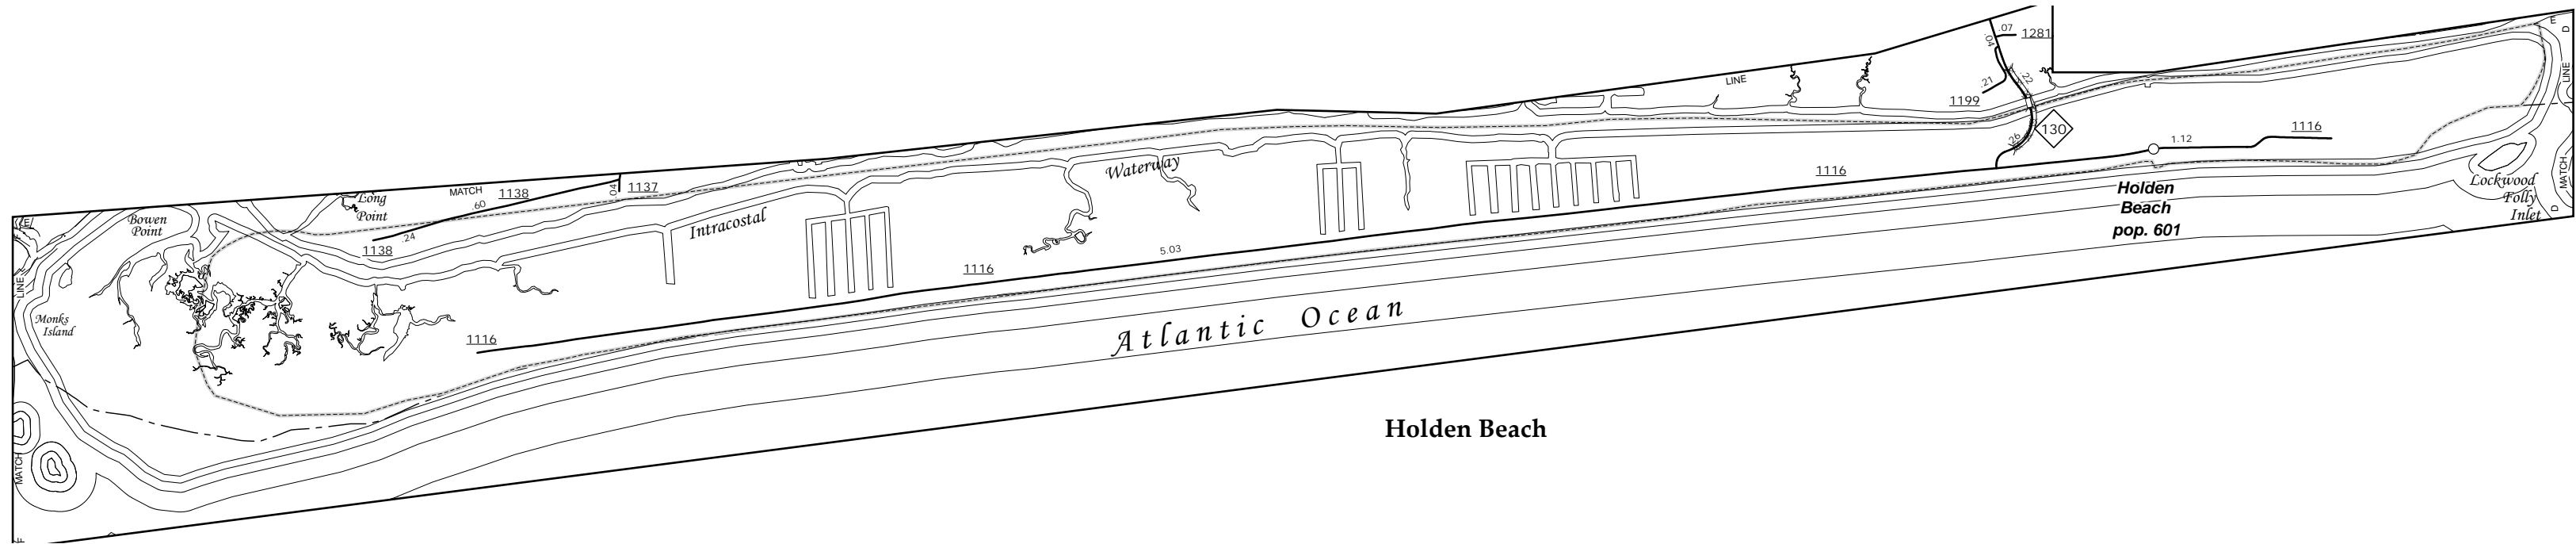 E
D
LINE
MATCH
D
.07
1281
.04
.21
.22
1199
130
.26
LINE
1116
1.12
1116
Holden
Beach
pop. 601
Lockwood
Folly
Inlet
Waterway
Intracostal
MATCH
1138
.60
.04
1137
Long
Point
.24
1138
Bowen
Point
E
LINE
Monks
Island
MATCH
F
1116
5.03
1116
Atlantic Ocean
Holden Beach